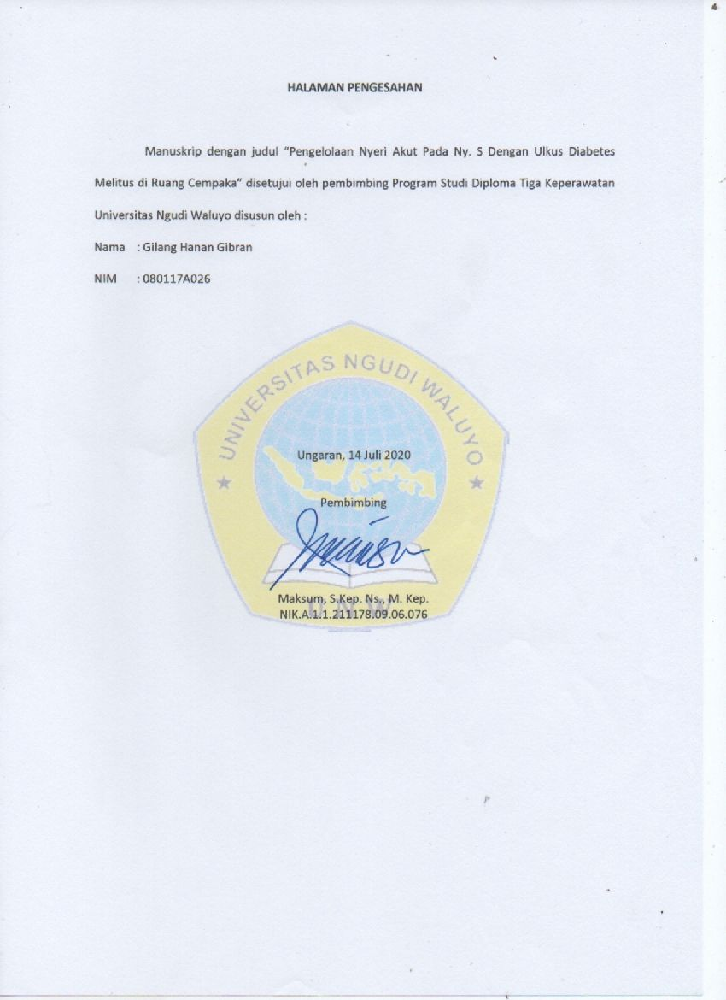 HALAMAN PENGESAHAN
Manuskrip dengan judul “Pengelolaan Nyeri Akut Pada Ny. S Dengan Ulkus Diabetes
Melitus di Ruang Cempaka” disetujui oleh pembimbing Program Studi Diploma Tiga Keperawatan
Universitas Ngudi Waluyo disusun oleh :
Nama : Gilang Hanan Gibran
NIM : 080117A026
UNIVERSITAS NGUDI WALUYO
Ungaran, 14 Juli 2020
Pembimbing
Maksum, S.Kep. Ns., M. Kep.
UNW
NIK.A.1.1.211178.09.06.076